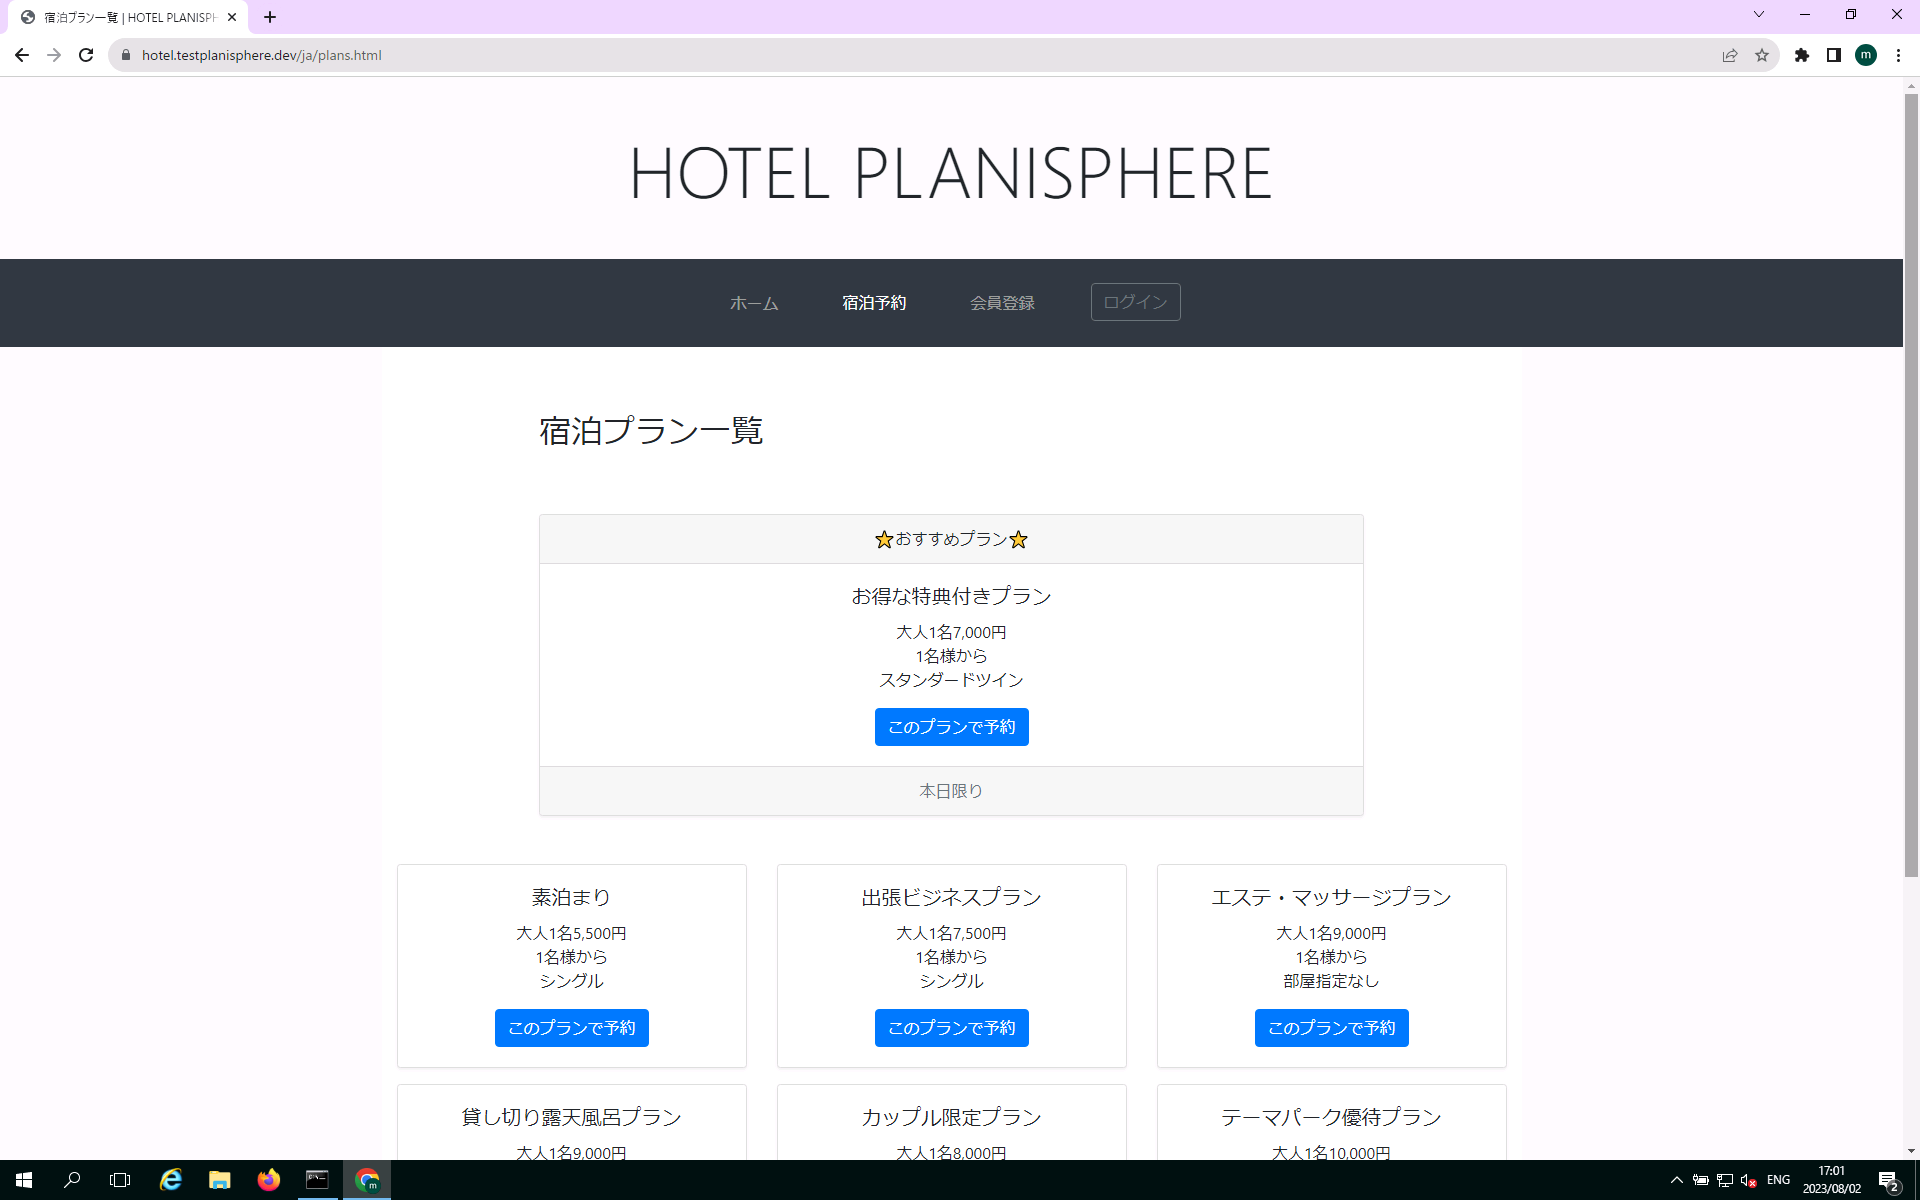 宿泊プラン一覧 | HOTEL PLANISPH
hotel.testplanisphere.dev/ja/plans.html
m
HOTEL PLANISPHERE
ホーム 宿泊予約 会員登録 ログイン
宿泊プラン一覧
⭐おすすめプラン⭐
お得な特典付きプラン
大人1名7,000円
1名様から
スタンダードツイン
このプランで予約
本日限り
素泊まり
大人1名5,500円
1名様から
シングル
このプランで予約
出張ビジネスプラン
大人1名7,500円
1名様から
シングル
このプランで予約
エステ・マッサージプラン
大人1名9,000円
1名様から
部屋指定なし
このプランで予約
貸し切り露天風呂プラン
大人1名9,000円
カップル限定プラン
大人1名8,000円
テーマパーク優待プラン
大人1名10,000円
m
ENG
17:01
2023/08/02
2